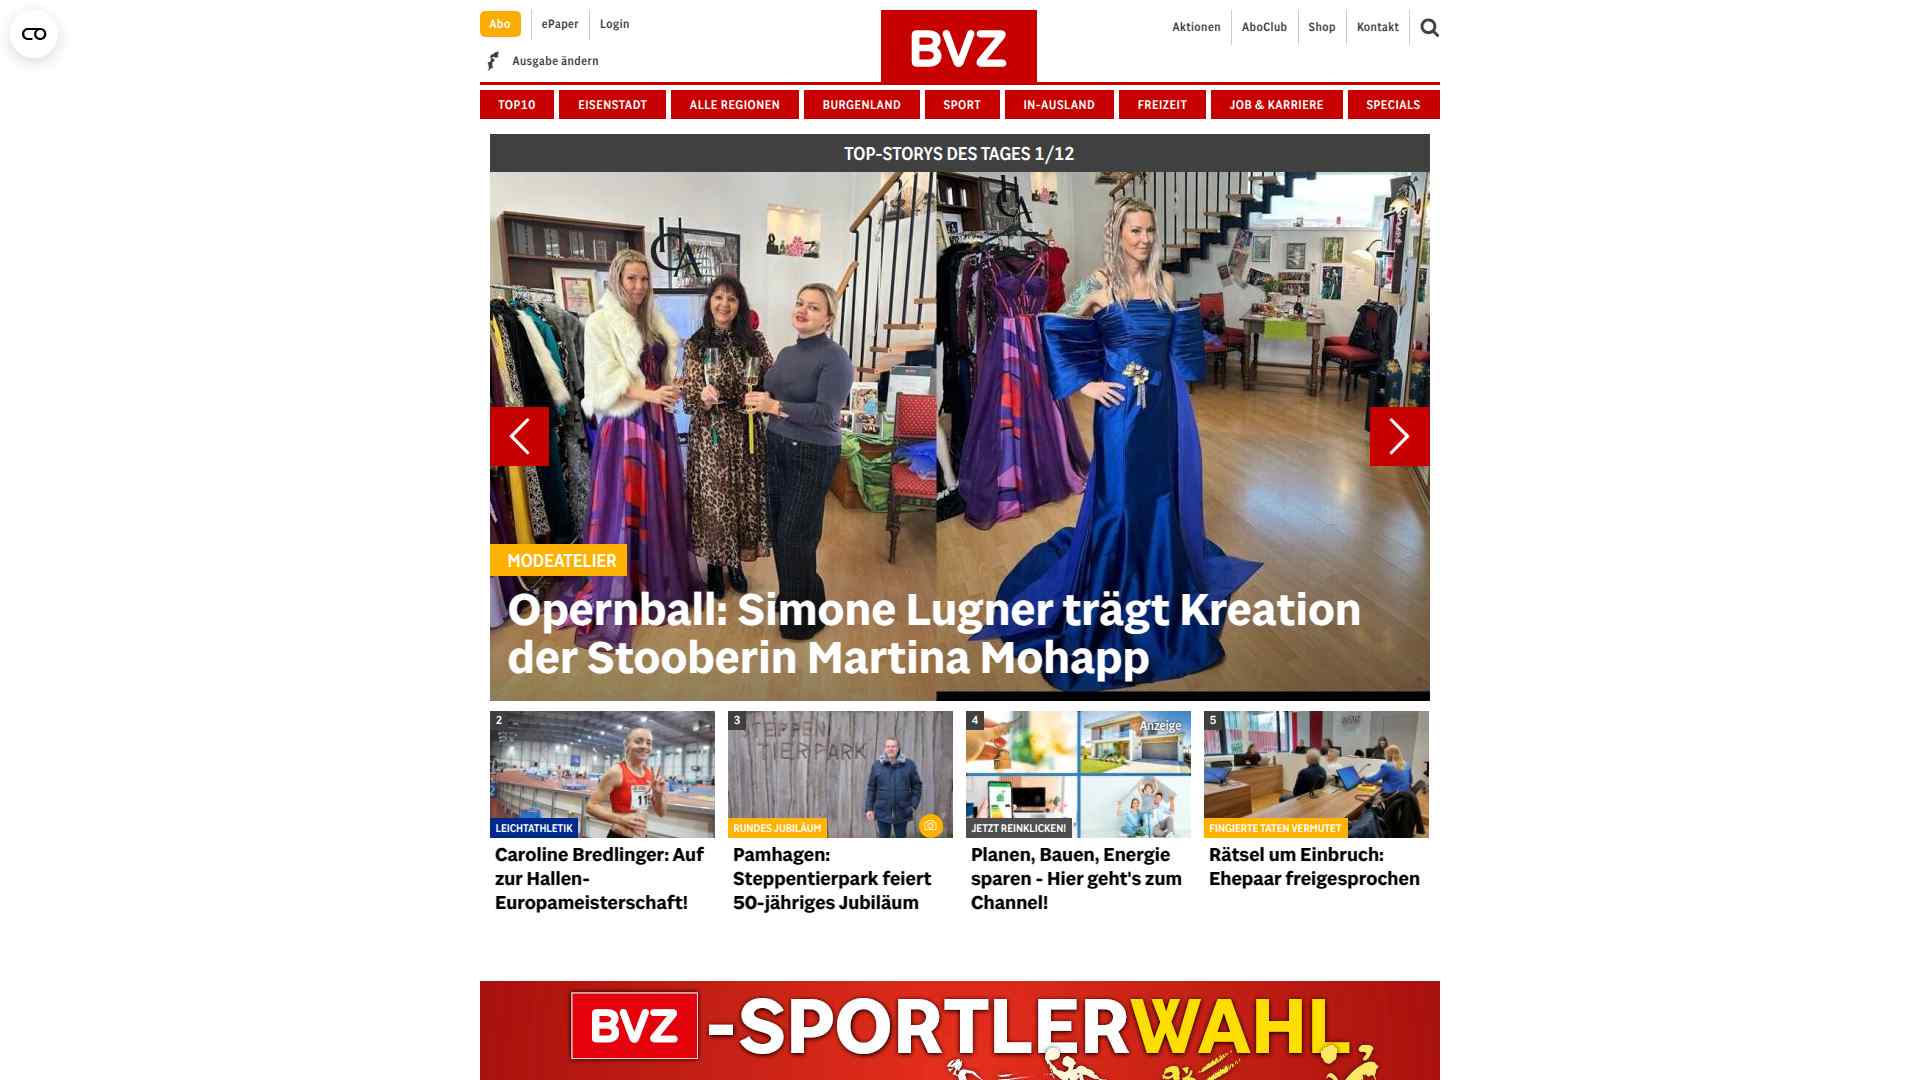 Abo
ePaper
Login
Aktionen
AboClub
Shop
Kontakt
Ausgabe ändern
BVZ
TOP10
EISENSTADT
ALLE REGIONEN
BURGENLAND
SPORT
IN-AUSLAND
FREIZEIT
JOB & KARRIERE
SPECIALS
TOP-STORYS DES TAGES 1/12
MODEATELIER
Opernball: Simone Lugner trägt Kreation
der Stooberin Martina Mohapp
2
LEICHTATHLETIK
Caroline Bredlinger: Auf
zur Hallen-
Europameisterschaft!
3
STEPPEN
TIERPARK
RUNDES JUBILÄUM
Pamhagen:
Steppentierpark feiert
50-jähriges Jubiläum
4
Anzeige
JETZT REINKLICKEN!
Planen, Bauen, Energie
sparen - Hier geht's zum
Channel!
5
FINGIERTE TATEN VERMUTET
Rätsel um Einbruch:
Ehepaar freigesprochen
BVZ-SPORTLERWAHL